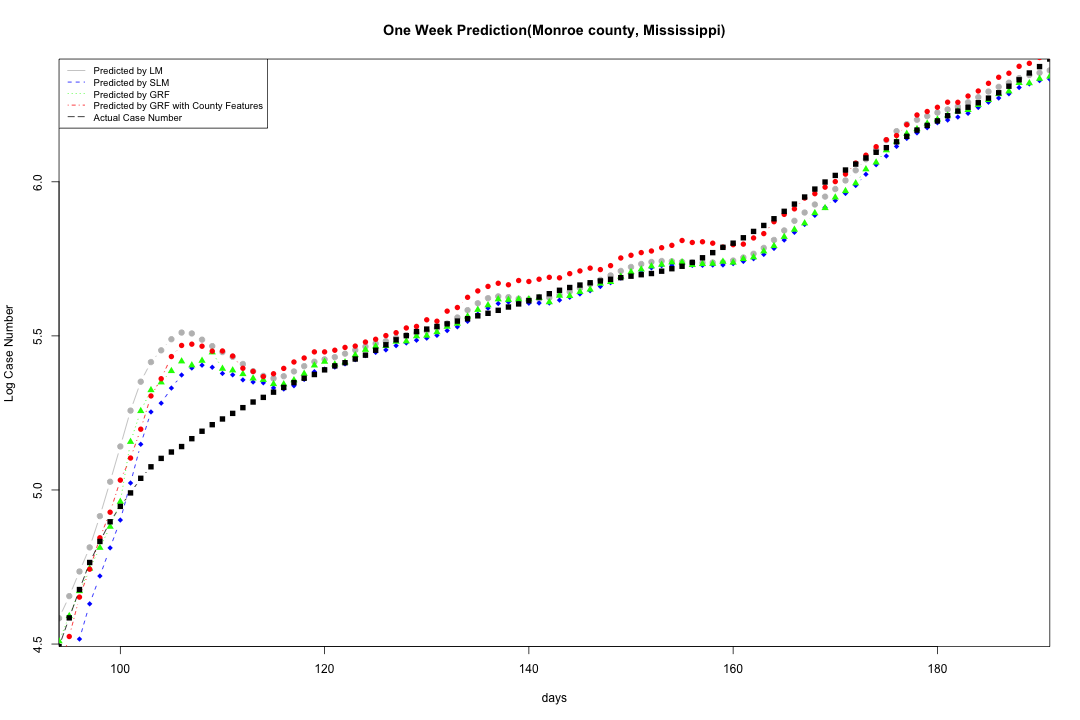 One Week Prediction(Monroe county, Mississippi)
Predicted by LM
Predicted by SLM
Predicted by GRF
Predicted by GRF with County Features
Actual Case Number
Log Case Number
6.0
5.5
5.0
4.5
100 120 140 160 180
days